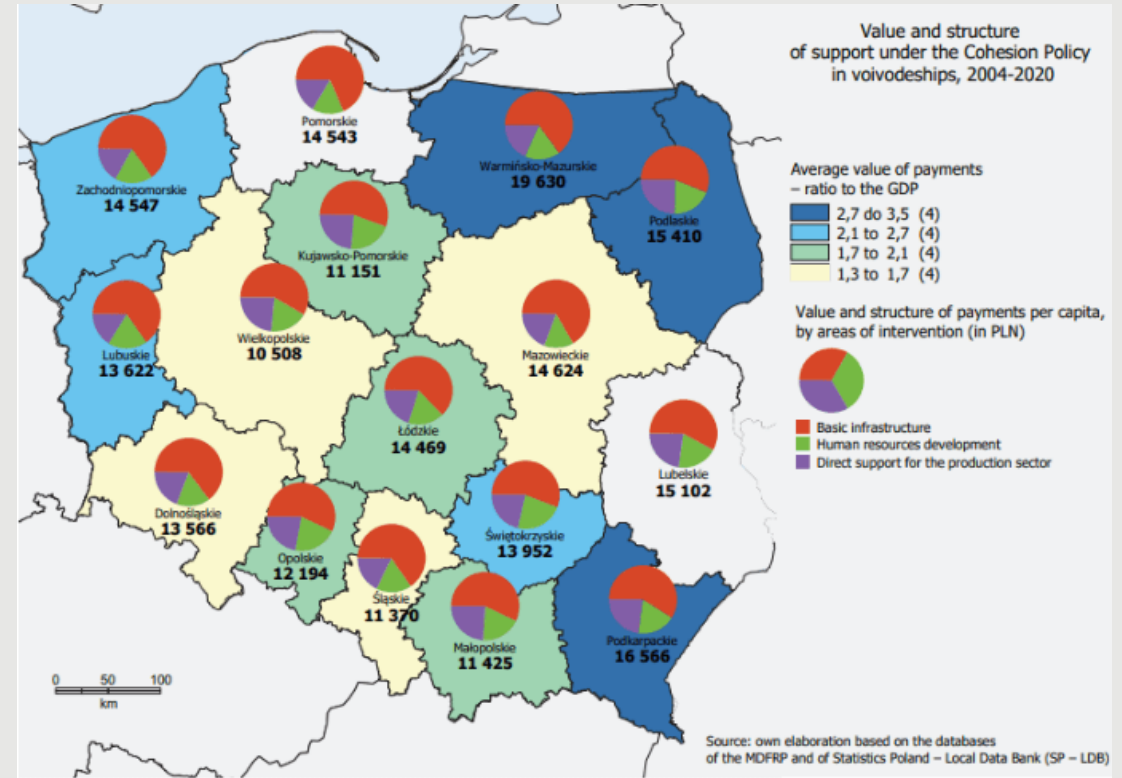 Value and structure
of support under the Cohesion Policy
in voivodeships, 2004-2020
Average value of payments
– ratio to the GDP
2,7 do 3,5 (4)
2,1 to 2,7 (4)
1,7 to 2,1 (4)
1,3 to 1,7 (4)
Value and structure of payments per capita,
by areas of intervention (in PLN)
Basic infrastructure
Human resources development
Direct support for the production sector
Pomorskie
14 543
Warmińsko-Mazurskie
19 630
Zachodniopomorskie
14 547
Podlaskie
15 410
Kujawsko-Pomorskie
11 151
Wielkopolskie
10 508
Lubuskie
13 622
Mazowieckie
14 624
Łódzkie
14 469
Lubelskie
15 102
Dolnośląskie
13 566
Opolskie
12 194
Świętokrzyskie
13 952
Śląskie
11 370
Małopolskie
11 425
Podkarpackie
16 566
0 50 100
km
Source: own elaboration based on the databases
of the MDFRP and of Statistics Poland – Local Data Bank (SP – LDB)